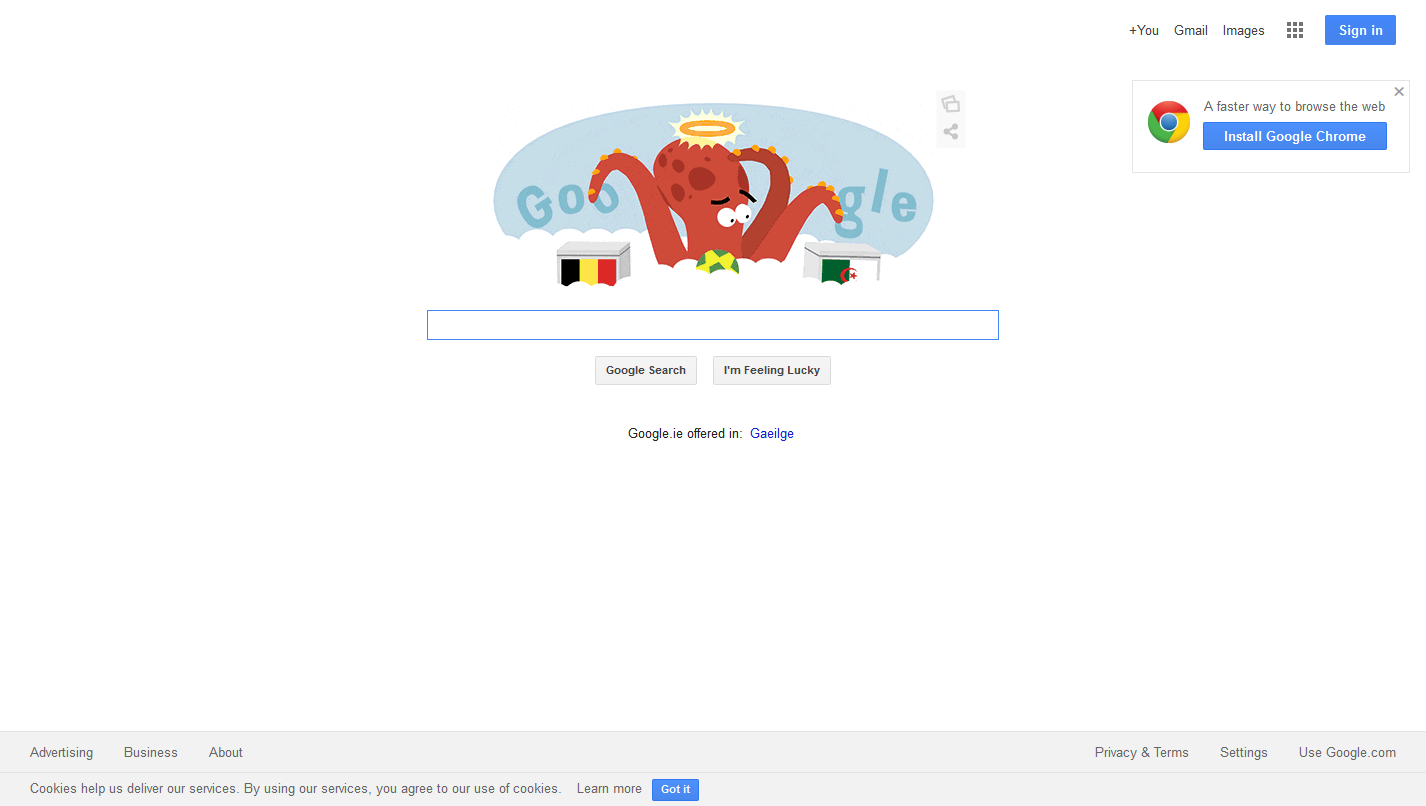 +You Gmail Images Sign in
A faster way to browse the web
Install Google Chrome
Goo gle
Google Search I'm Feeling Lucky
Google.ie offered in: Gaeilge
Advertising Business About Privacy & Terms Settings Use Google.com
Cookies help us deliver our services. By using our services, you agree to our use of cookies. Learn more Got it